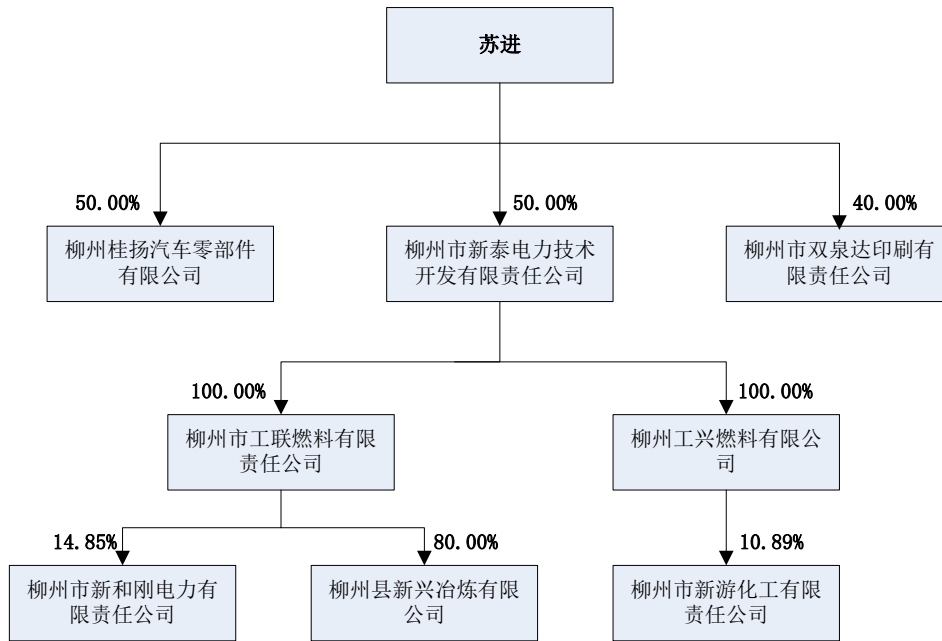 苏进
50.00%
50.00%
40.00%
柳州桂扬汽车零部件
有限公司
柳州市新泰电力技术
开发有限责任公司
柳州市双泉达印刷有
限责任公司
100.00%
100.00%
柳州市工联燃料有限
责任公司
柳州工兴燃料有限公
司
14.85%
80.00%
10.89%
柳州市新和刚电力有
限责任公司
柳州县新兴冶炼有限
公司
柳州市新游化工有限
责任公司